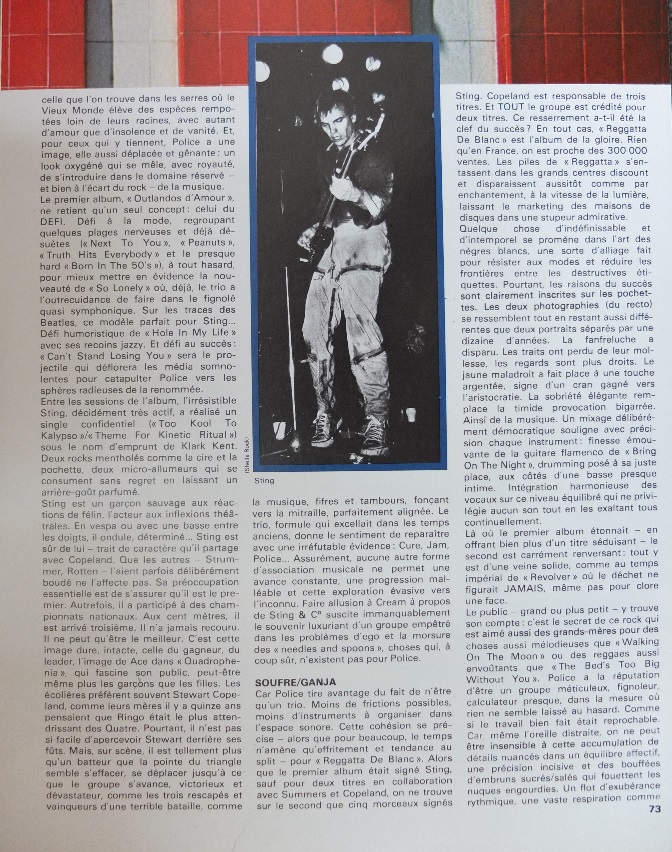 celle que l'on trouve dans les serres où le
Vieux Monde élève des espèces rempo-
tées loin de leurs racines, avec autant
d'amour que d'insolence et de vanité. Et,
pour ceux qui y tiennent, Police a une
image, elle aussi déplacée et gênante : un
look oxygéné qui se mêle, avec royauté,
de s'introduire dans le domaine réservé –
et bien à l'écart du rock – de la musique.
Le premier album, « Outlandos d'Amour »,
ne retient qu'un seul concept : celui du
DEFI. Défi à la mode, regroupant
quelques plages nerveuses et déjà dé-
suètes (« Next To You », « Peanuts »,
« Truth Hits Everybody » et le presque
hard « Born In The 50's »), à tout hasard,
pour mieux mettre en évidence la nou-
veauté de « So Lonely » où, déjà, le trio a
l'outrecuidance de faire dans le fignolé
quasi symphonique. Sur les traces des
Beatles, ce modèle parfait pour Sting...
Défi humoristique de « Hole In My Life »
avec ses recoins jazzy. Et défi au succès :
« Can't Stand Losing You » sera le pro-
jectile qui déflorera les média somno-
lentes pour catapulter Police vers les
sphères radieuses de la renommée.
Entre les sessions de l'album, l'irrésistible
Sting, décidément très actif, a réalisé un
single confidentiel (« Too Kool To
Kalypso »/« Theme For Kinetic Ritual »)
sous le nom d'emprunt de Klark Kent.
Deux rocks mentholés comme la cire et la
pochette, deux micro-allumeurs qui se
consument sans regret en laissant un
arrière-goût parfumé.
Sting est un garçon sauvage aux réac-
tions de félin, l'acteur aux inflexions théâ-
trales. En vespa ou avec une basse entre
les doigts, il ondule, déterminé... Sting est
sûr de lui – trait de caractère qu'il partage
avec Copeland. Que les autres – Strum-
mer, Rotten – l'aient parfois délibérément
boudé ne l'affecte pas. Sa préoccupation
essentielle est de s'assurer qu'il est le pre-
mier. Autrefois, il a participé à des cham-
pionnats nationaux. Aux cent mètres, il
est arrivé troisième. Il n'a jamais recouru.
Il ne peut qu'être le meilleur. C'est cette
image dure, intacte, celle du gagneur, du
leader, l'image de Ace dans « Quadrophe-
nia », qui fascine son public, peut-être
même plus les garçons que les filles. Les
écolières préfèrent souvent Stewart Cope-
land, comme leurs mères il y a quinze ans
pensaient que Ringo était le plus atten-
drissant des Quatre. Pourtant, il n'est pas
si facile d'apercevoir Stewart derrière ses
fûts. Mais, sur scène, il est tellement plus
qu'un batteur que la pointe du triangle
semble s'effacer, se déplacer jusqu'à ce
que le groupe s'avance, victorieux et
dévastateur, comme les trois rescapés et
vainqueurs d'une terrible bataille, comme
(Sheila Rock)
Sting
la musique, fifres et tambours, fonçant
vers la mitraille, parfaitement alignée. Le
trio, formule qui excellait dans les temps
anciens, donne le sentiment de reparaître
avec une irréfutable évidence : Cure, Jam,
Police... Assurément, aucune autre forme
d'association musicale ne permet une
avance constante, une progression mal-
léable et cette exploration évasive vers
l'inconnu. Faire allusion à Cream à propos
de Sting & C° suscite immanquablement
le souvenir luxuriant d'un groupe empêtré
dans les problèmes d'ego et la morsure
des « needles and spoons », choses qui, à
coup sûr, n'existent pas pour Police.
SOUFRE/GANJA
Car Police tire avantage du fait de n'être
qu'un trio. Moins de frictions possibles,
moins d'instruments à organiser dans
l'espace sonore. Cette cohésion se pré-
cise – alors que pour beaucoup, le temps
n'amène qu'effritement et tendance au
split – pour « Reggatta De Blanc ». Alors
que le premier album était signé Sting,
sauf pour deux titres en collaboration
avec Summers et Copeland, on ne trouve
sur le second que cinq morceaux signés
Sting. Copeland est responsable de trois
titres. Et TOUT le groupe est crédité pour
deux titres. Ce resserrement a-t-il été la
clef du succès ? En tout cas, « Reggatta
De Blanc » est l'album de la gloire. Rien
qu'en France, on est proche des 300 000
ventes. Les piles de « Reggatta » s'en-
tassent dans les grands centres discount
et disparaissent aussitôt comme par
enchantement, à la vitesse de la lumière,
laissant le marketing des maisons de
disques dans une stupeur admirative.
Quelque chose d'indéfinissable et
d'intemporel se promène dans l'art des
nègres blancs, une sorte d'alliage fait
pour résister aux modes et réduire les
frontières entre les destructives éti-
quettes. Pourtant, les raisons du succès
sont clairement inscrites sur les pochet-
tes. Les deux photographies (du recto)
se ressemblent tout en restant aussi diffé-
rentes que deux portraits séparés par une
dizaine d'années. La fanfreluche a
disparu. Les traits ont perdu de leur mol-
lesse, les regards sont plus droits. Le
jaune maladroit a fait place à une touche
argentée, signe d'un cran gagné vers
l'aristocratie. La sobriété élégante rem-
place la timide provocation bigarrée.
Ainsi de la musique. Un mixage délibéré-
ment démocratique souligne avec préci-
sion chaque instrument : finesse émou-
vante de la guitare flamenco de « Bring
On The Night », drumming posé à sa juste
place, aux côtés d'une basse presque
intime. Intégration harmonieuse des
vocaux sur ce niveau équilibré qui ne privi-
légie aucun son tout en les exaltant tous
continuellement.
Là où le premier album étonnait – en
offrant bien plus d'un titre séduisant – le
second est carrément renversant : tout y
est d'une veine solide, comme au temps
impérial de « Revolver » où le déchet ne
figurait JAMAIS, même pas pour clore
une face.
Le public – grand ou plus petit – y trouve
son compte : c'est le secret de ce rock qui
est aimé aussi des grands-mères pour des
choses aussi mélodieuses que « Walking
On The Moon » ou des reggaes aussi
envoûtants que « The Bed's Too Big
Without You ». Police a la réputation
d'être un groupe méticuleux, fignoleur,
calculateur presque, dans la mesure où
rien ne semble laissé au hasard. Comme
si le travail bien fait était reprochable.
Car, même l'oreille distraite, on ne peut
être insensible à cette accumulation de
détails nuancés dans un équilibre affectif,
une précision incisive et des bouffées
d'embruns sucrés/salés qui fouettent les
nuques engourdies. Un flot d'exubérance
rythmique, une vaste respiration comme
73